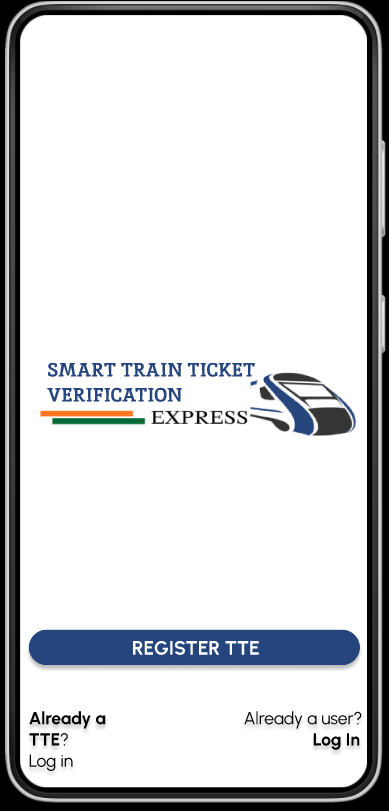 SMART TRAIN TICKET
VERIFICATION
EXPRESS
REGISTER TTE
Already a
TTE?
Log in
Already a user?
Log In